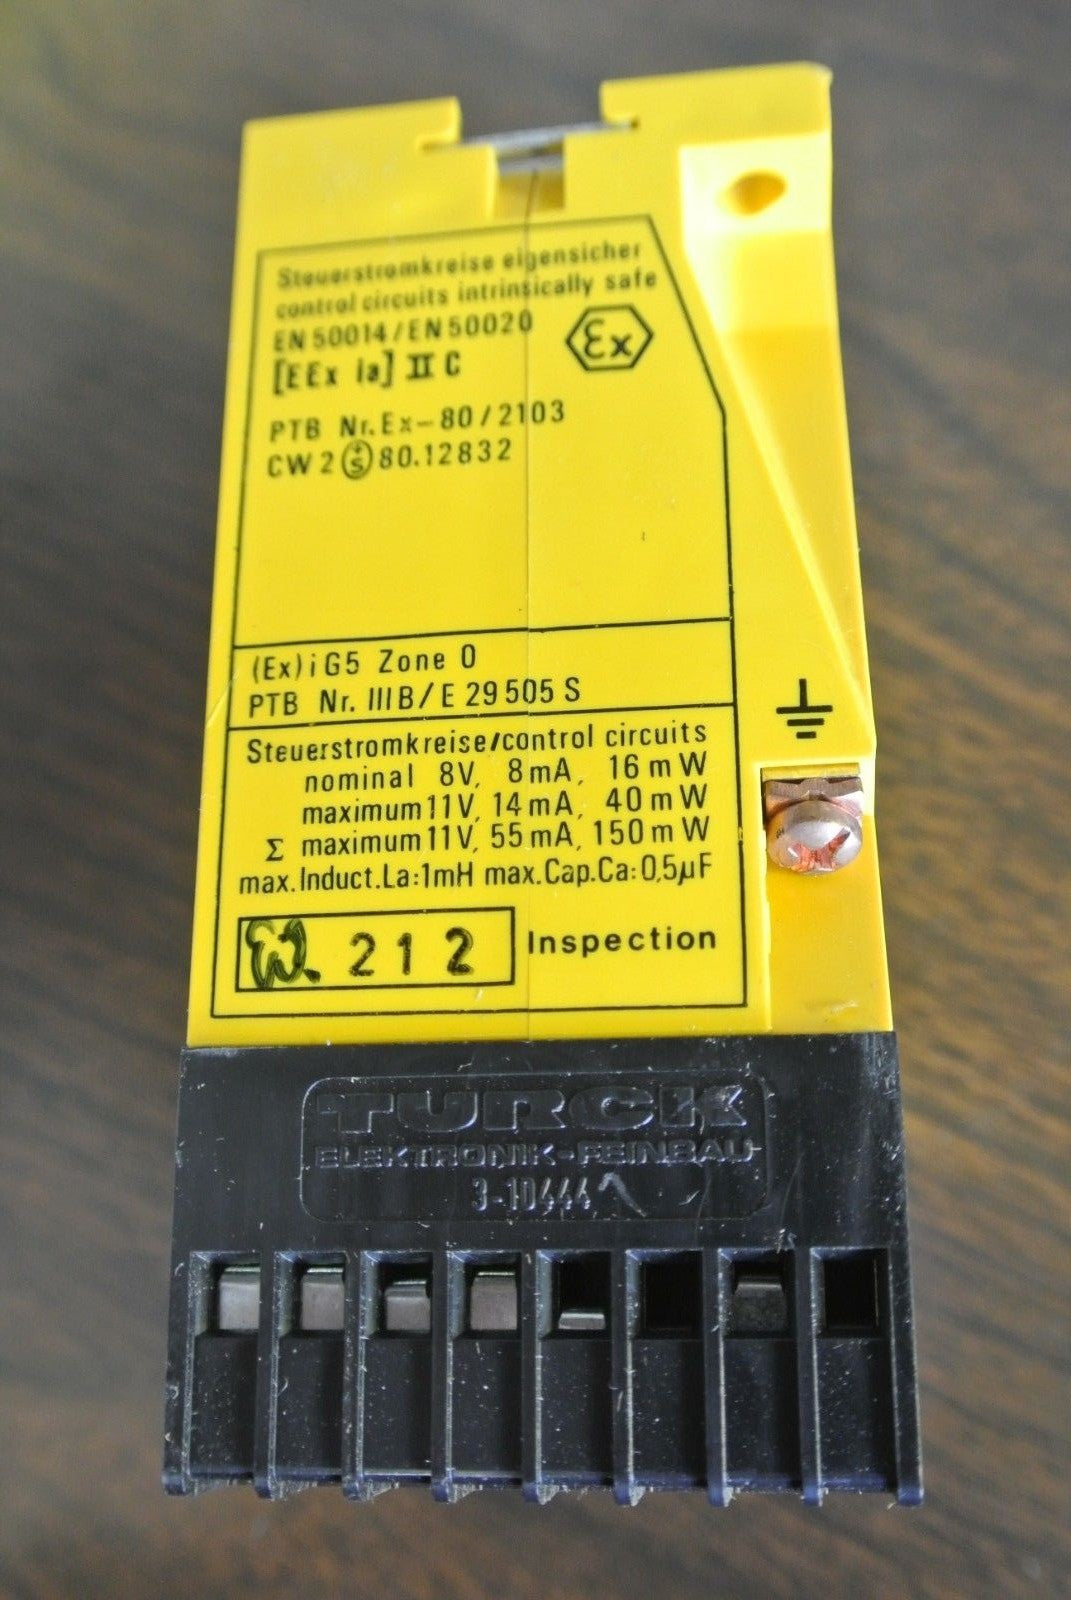 Steuerstromkreise eigensicher
control circuits intrinsically safe
EN 50014/EN 50020
Ex
[EEx ia] II C
PTB Nr. Ex-80/2103
CW 2 S 80.12832
(Ex) i G5 Zone 0
PTB Nr. III B/E 29 505 S
Steuerstromkreise/control circuits
nominal 8V, 8mA, 16mW
maximum 11V, 14mA, 40mW
Σ maximum 11V, 55mA, 150mW
max.Induct.La:1mH max.Cap.Ca:0,5µF
212 Inspection
TURCK
ELEKTRONIK-FEINBAU
3-10444